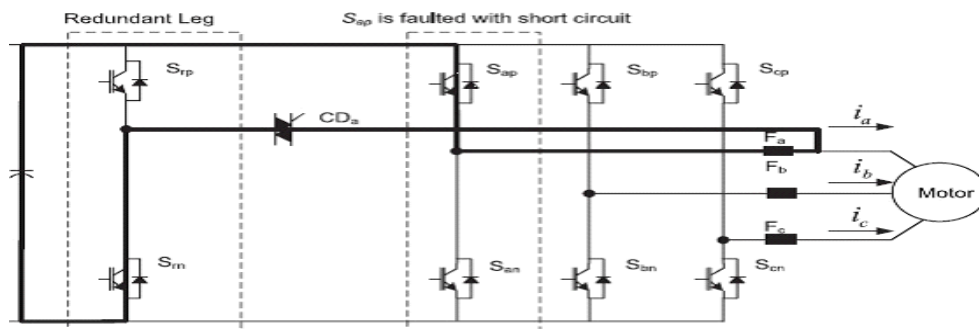 Redundant Leg
Sap is faulted with short circuit
Srp
Sap
Sbp
Scp
CDa
ia
Fa
Fb
ib
Motor
ic
Fc
Srn
San
Sbn
Scn